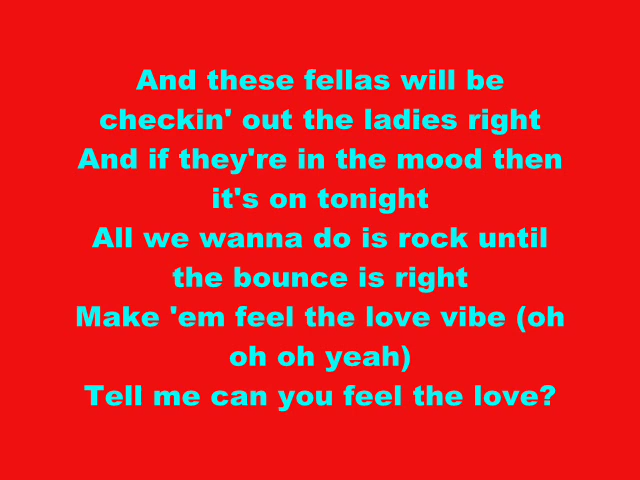 And these fellas will be
checkin' out the ladies right
And if they're in the mood then
it's on tonight
All we wanna do is rock until
the bounce is right
Make 'em feel the love vibe (oh
oh oh yeah)
Tell me can you feel the love?